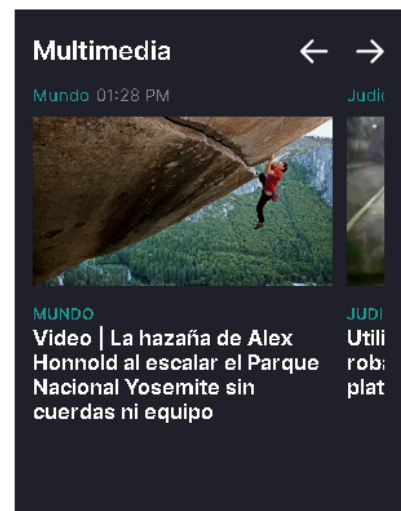 Multimedia
Mundo 01:28 PM
MUNDO
Video | La hazaña de Alex
Honnold al escalar el Parque
Nacional Yosemite sin
cuerdas ni equipo